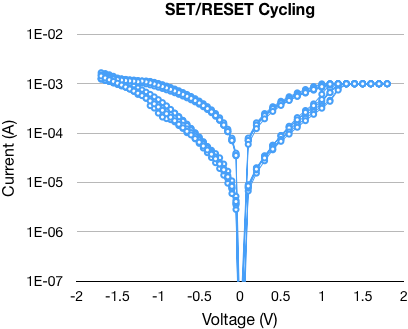 SET/RESET Cycling
1E-02
1E-03
1E-04
1E-05
1E-06
1E-07
Current (A)
-2 -1.5 -1 -0.5 0 0.5 1 1.5 2
Voltage (V)